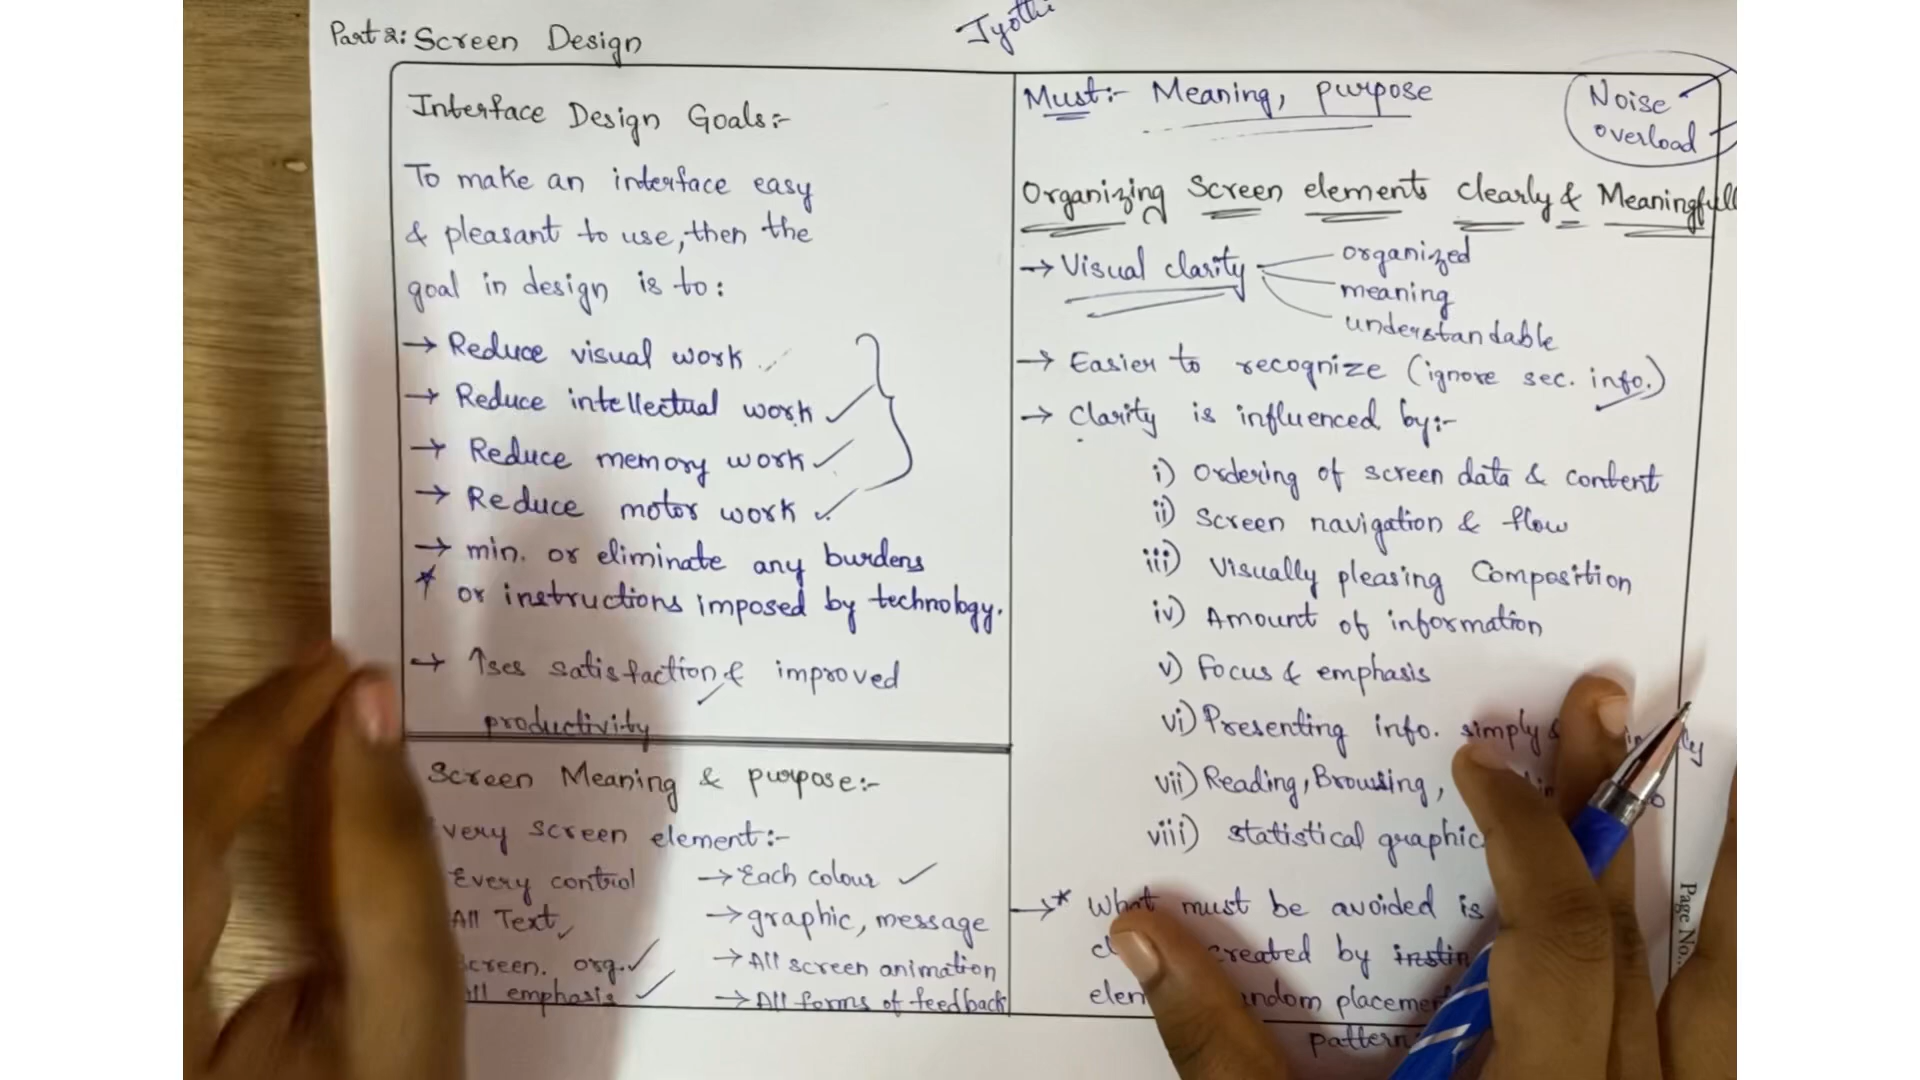 Part 2: Screen Design
Jyothi
Interface Design Goals:-
To make an interface easy
& pleasant to use, then the
goal in design is to:
→ Reduce visual work
→ Reduce intellectual work
→ Reduce memory work
→ Reduce motor work
→ min. or eliminate any burdens
* or instructions imposed by technology.
→ ↑ses satisfaction & improved
productivity
Screen Meaning & purpose:-
very screen element:-
Every control
All Text
creen. org.
All emphasis
→ Each colour
→ graphic, message
→ All screen animation
→ All forms of feedback
Must:- Meaning, purpose
Noise
overload
Organizing Screen elements clearly & Meaningfull
→ Visual clarity
organized
meaning
understandable
→ Easier to recognize (ignore sec. info.)
→ Clarity is influenced by:-
i) Ordering of screen data & content
ii) Screen navigation & flow
iii) Visually pleasing Composition
iv) Amount of information
v) Focus & emphasis
vi) Presenting info. simply &
vii) Reading, Browsing,
viii) statistical graphic
→* What must be avoided is
created by
placement
pattern
Page No..